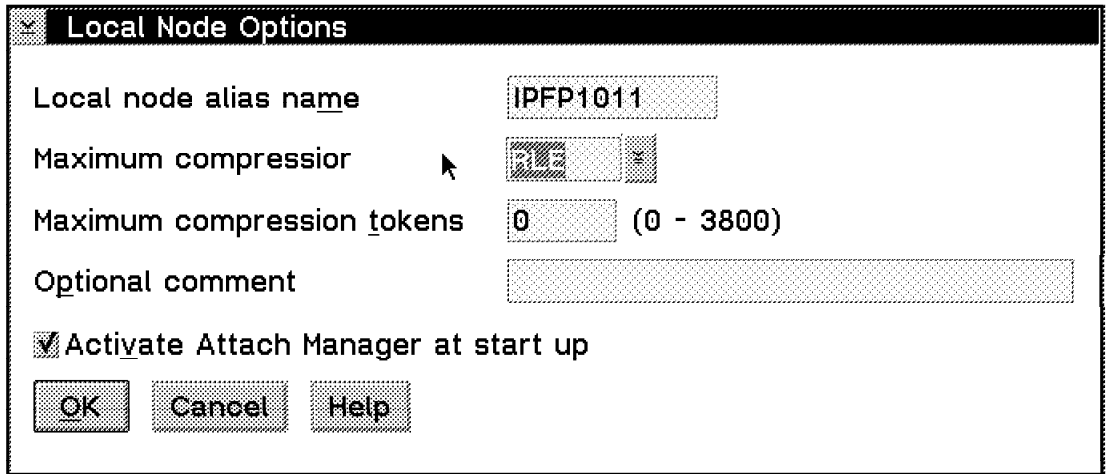 Local Node Options
Local node alias name IPFP1011
Maximum compressior RLE
Maximum compression tokens 0 (0 - 3800)
Optional comment
Activate Attach Manager at start up
OK Cancel Help